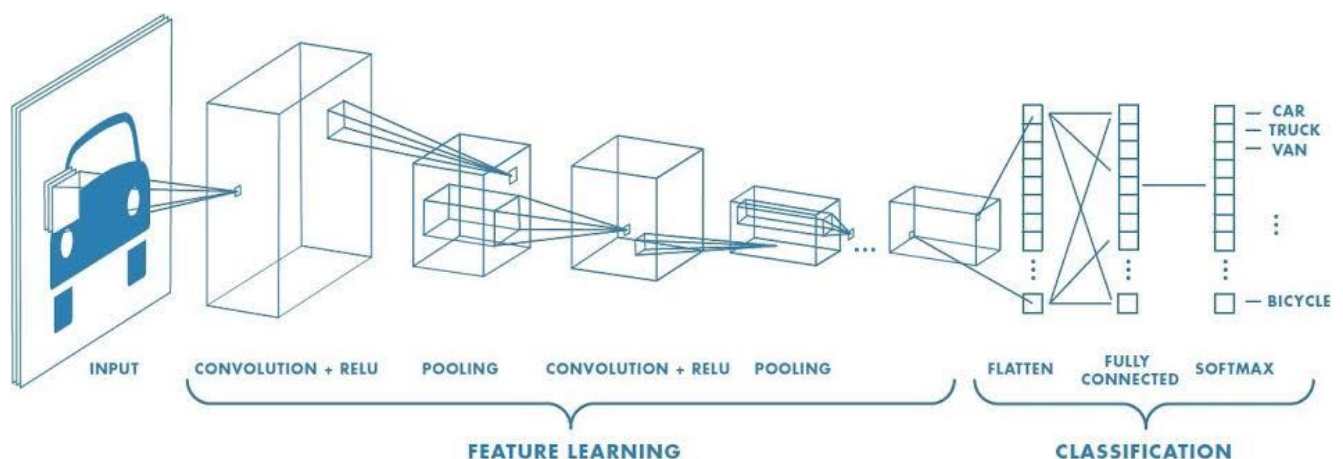 CAR
TRUCK
VAN
BICYCLE
INPUT
CONVOLUTION + RELU
POOLING
CONVOLUTION + RELU
POOLING
FLATTEN
FULLY
CONNECTED
SOFTMAX
FEATURE LEARNING
CLASSIFICATION